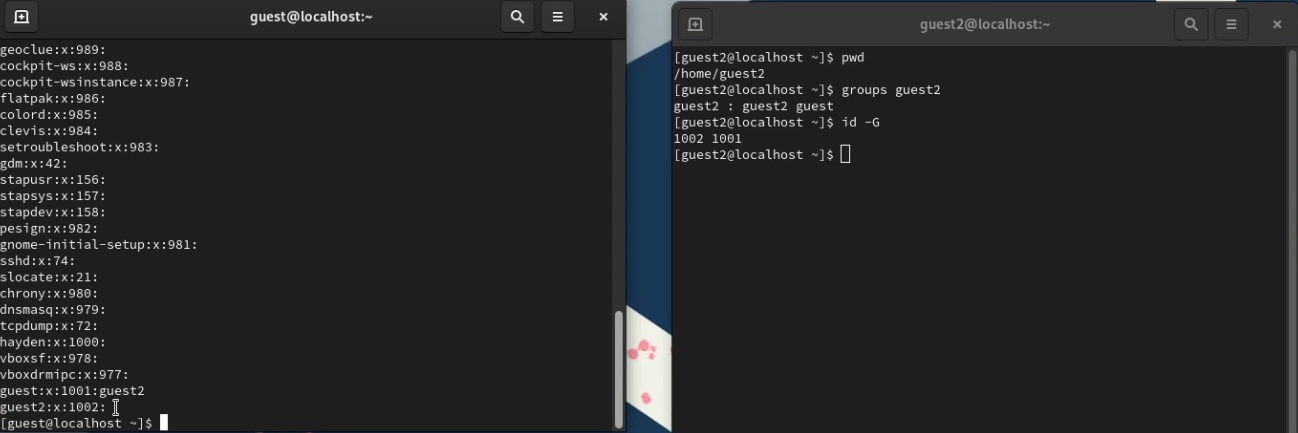 guest@localhost:~
geoclue:x:989:
cockpit-ws:x:988:
cockpit-wsinstance:x:987:
flatpak:x:986:
colord:x:985:
clevis:x:984:
setroubleshoot:x:983:
gdm:x:42:
stapusr:x:156:
stapsys:x:157:
stapdev:x:158:
pesign:x:982:
gnome-initial-setup:x:981:
sshd:x:74:
slocate:x:21:
chrony:x:980:
dnsmasq:x:979:
tcpdump:x:72:
hayden:x:1000:
vboxsf:x:978:
vboxdrmipc:x:977:
guest:x:1001:guest2
guest2:x:1002:
[guest@localhost ~]$
guest2@localhost:~
[guest2@localhost ~]$ pwd
/home/guest2
[guest2@localhost ~]$ groups guest2
guest2 : guest2 guest
[guest2@localhost ~]$ id -G
1002 1001
[guest2@localhost ~]$